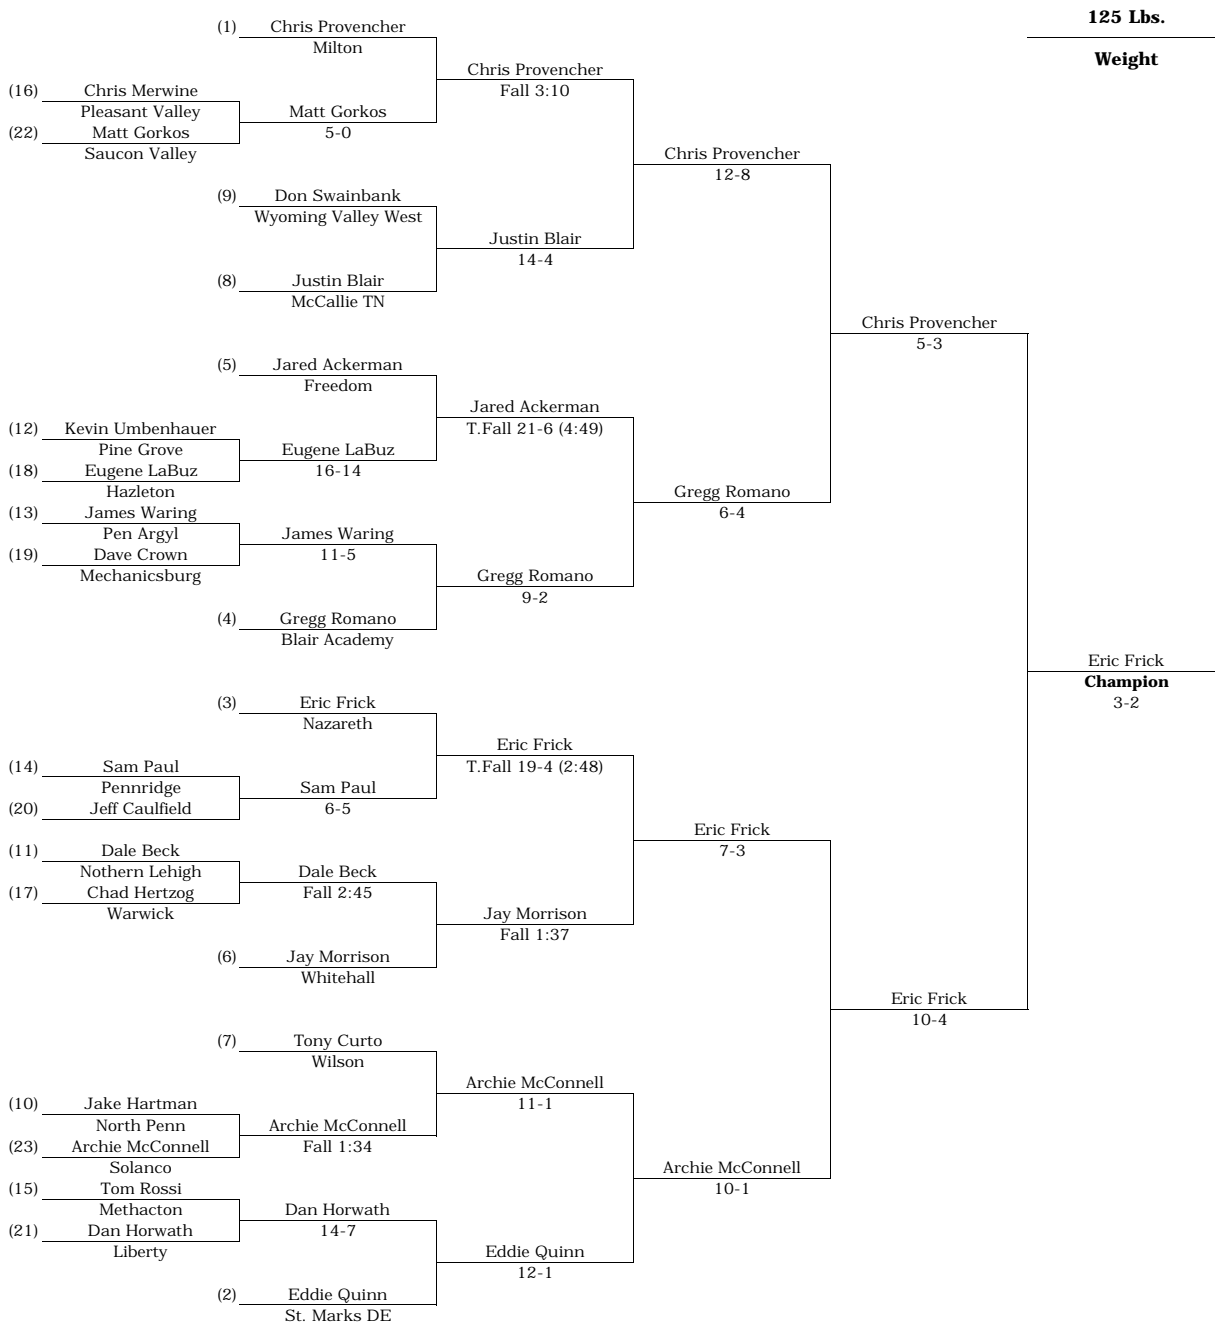 125 Lbs.
Weight
(1) Chris Provencher
Milton
Chris Provencher
Fall 3:10
(16) Chris Merwine
Pleasant Valley
Matt Gorkos
5-0
(22) Matt Gorkos
Saucon Valley
Chris Provencher
12-8
(9) Don Swainbank
Wyoming Valley West
Justin Blair
14-4
(8) Justin Blair
McCallie TN
Chris Provencher
5-3
(5) Jared Ackerman
Freedom
Jared Ackerman
T.Fall 21-6 (4:49)
(12) Kevin Umbenhauer
Pine Grove
Eugene LaBuz
16-14
(18) Eugene LaBuz
Hazleton
Gregg Romano
6-4
(13) James Waring
Pen Argyl
James Waring
11-5
(19) Dave Crown
Mechanicsburg
Gregg Romano
9-2
(4) Gregg Romano
Blair Academy
Eric Frick
Champion
3-2
(3) Eric Frick
Nazareth
Eric Frick
T.Fall 19-4 (2:48)
(14) Sam Paul
Pennridge
Sam Paul
6-5
(20) Jeff Caulfield
Eric Frick
7-3
(11) Dale Beck
Nothern Lehigh
Dale Beck
Fall 2:45
(17) Chad Hertzog
Warwick
Jay Morrison
Fall 1:37
(6) Jay Morrison
Whitehall
Eric Frick
10-4
(7) Tony Curto
Wilson
Archie McConnell
11-1
(10) Jake Hartman
North Penn
Archie McConnell
Fall 1:34
(23) Archie McConnell
Solanco
Archie McConnell
10-1
(15) Tom Rossi
Methacton
Dan Horwath
14-7
(21) Dan Horwath
Liberty
Eddie Quinn
12-1
(2) Eddie Quinn
St. Marks DE